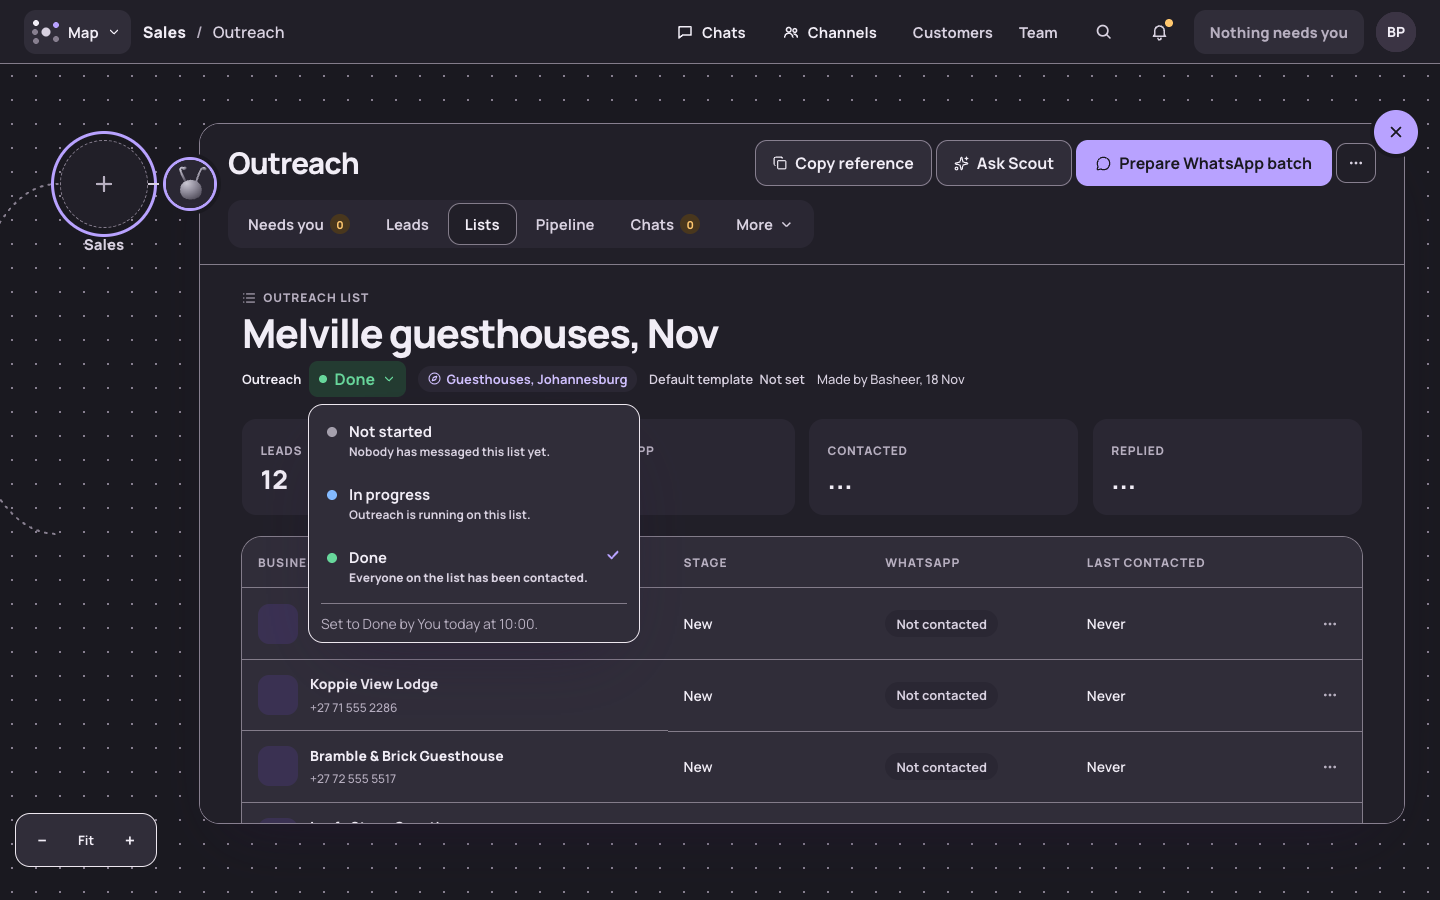 Map
Sales / Outreach
Chats
Channels
Customers
Team
Nothing needs you
BP
Sales
Outreach
Copy reference
Ask Scout
Prepare WhatsApp batch
Needs you 0
Leads
Lists
Pipeline
Chats 0
More
OUTREACH LIST
Melville guesthouses, Nov
Outreach
Done
Guesthouses, Johannesburg
Default template Not set
Made by Basheer, 18 Nov
Not started
Nobody has messaged this list yet.
In progress
Outreach is running on this list.
Done
Everyone on the list has been contacted.
Set to Done by You today at 10:00.
LEADS
12
CONTACTED
...
REPLIED
...
STAGE
WHATSAPP
LAST CONTACTED
New
Not contacted
Never
Koppie View Lodge
+27 71 555 2286
New
Not contacted
Never
Bramble & Brick Guesthouse
+27 72 555 5517
New
Not contacted
Never
Fit